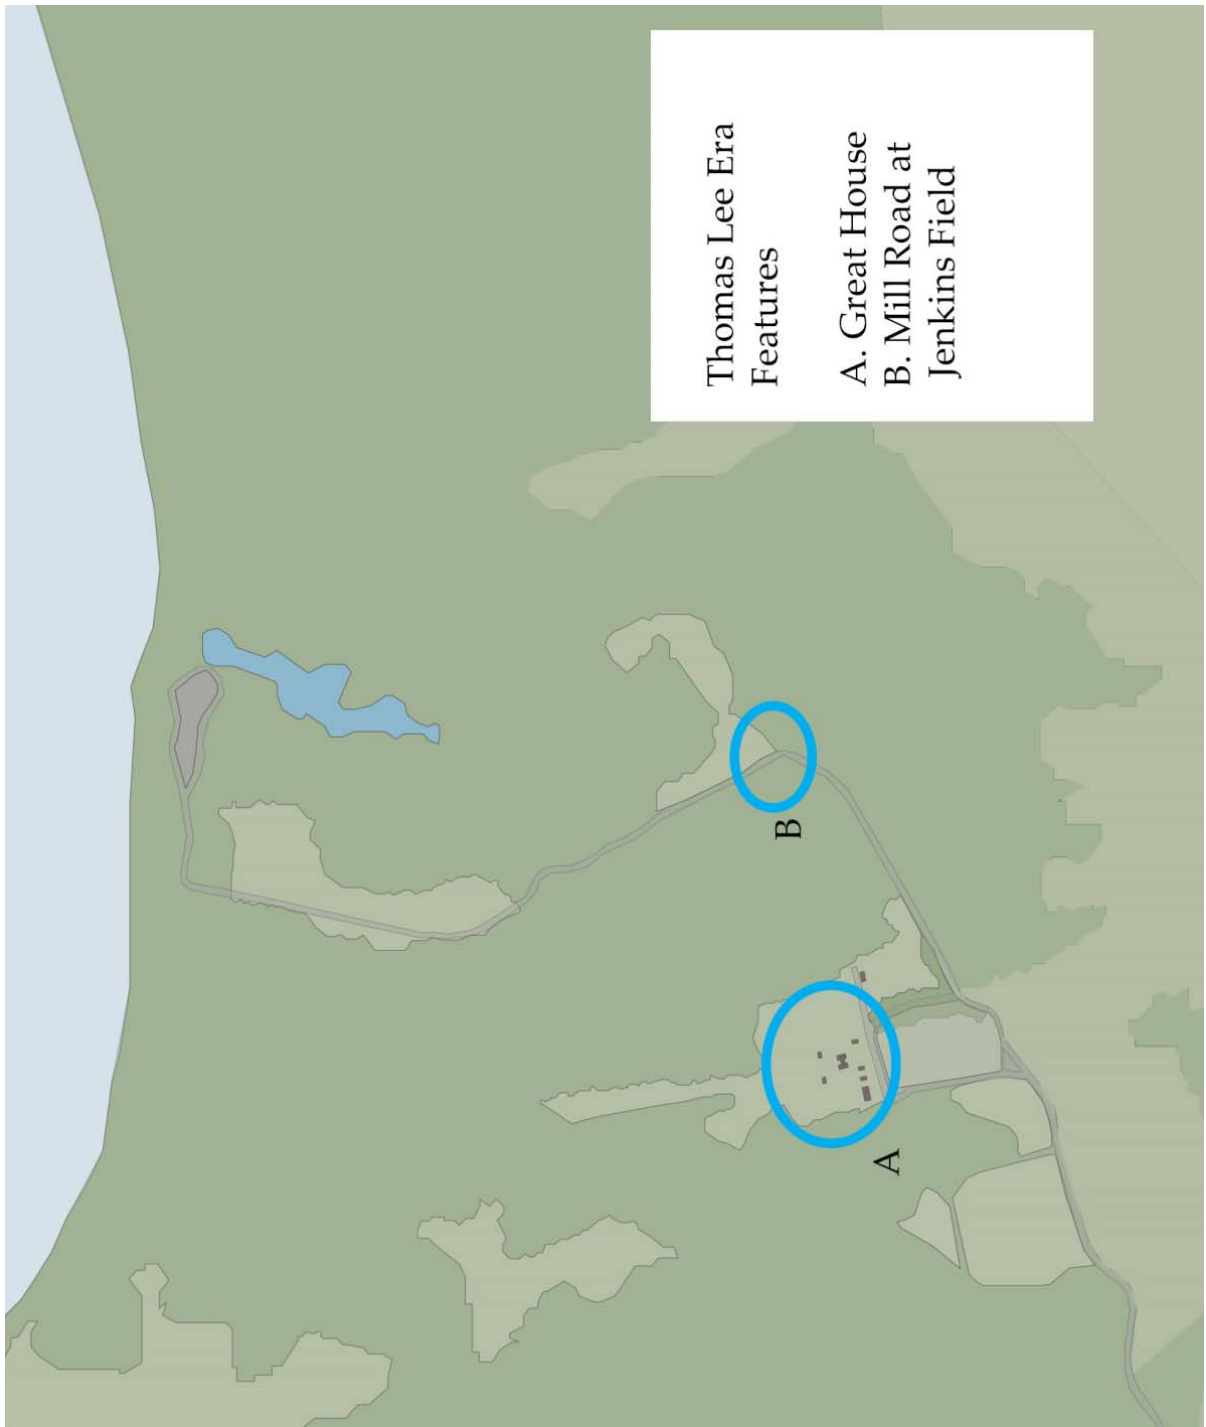 Thomas Lee Era
Features
A. Great House
B. Mill Road at
Jenkins Field
A
B